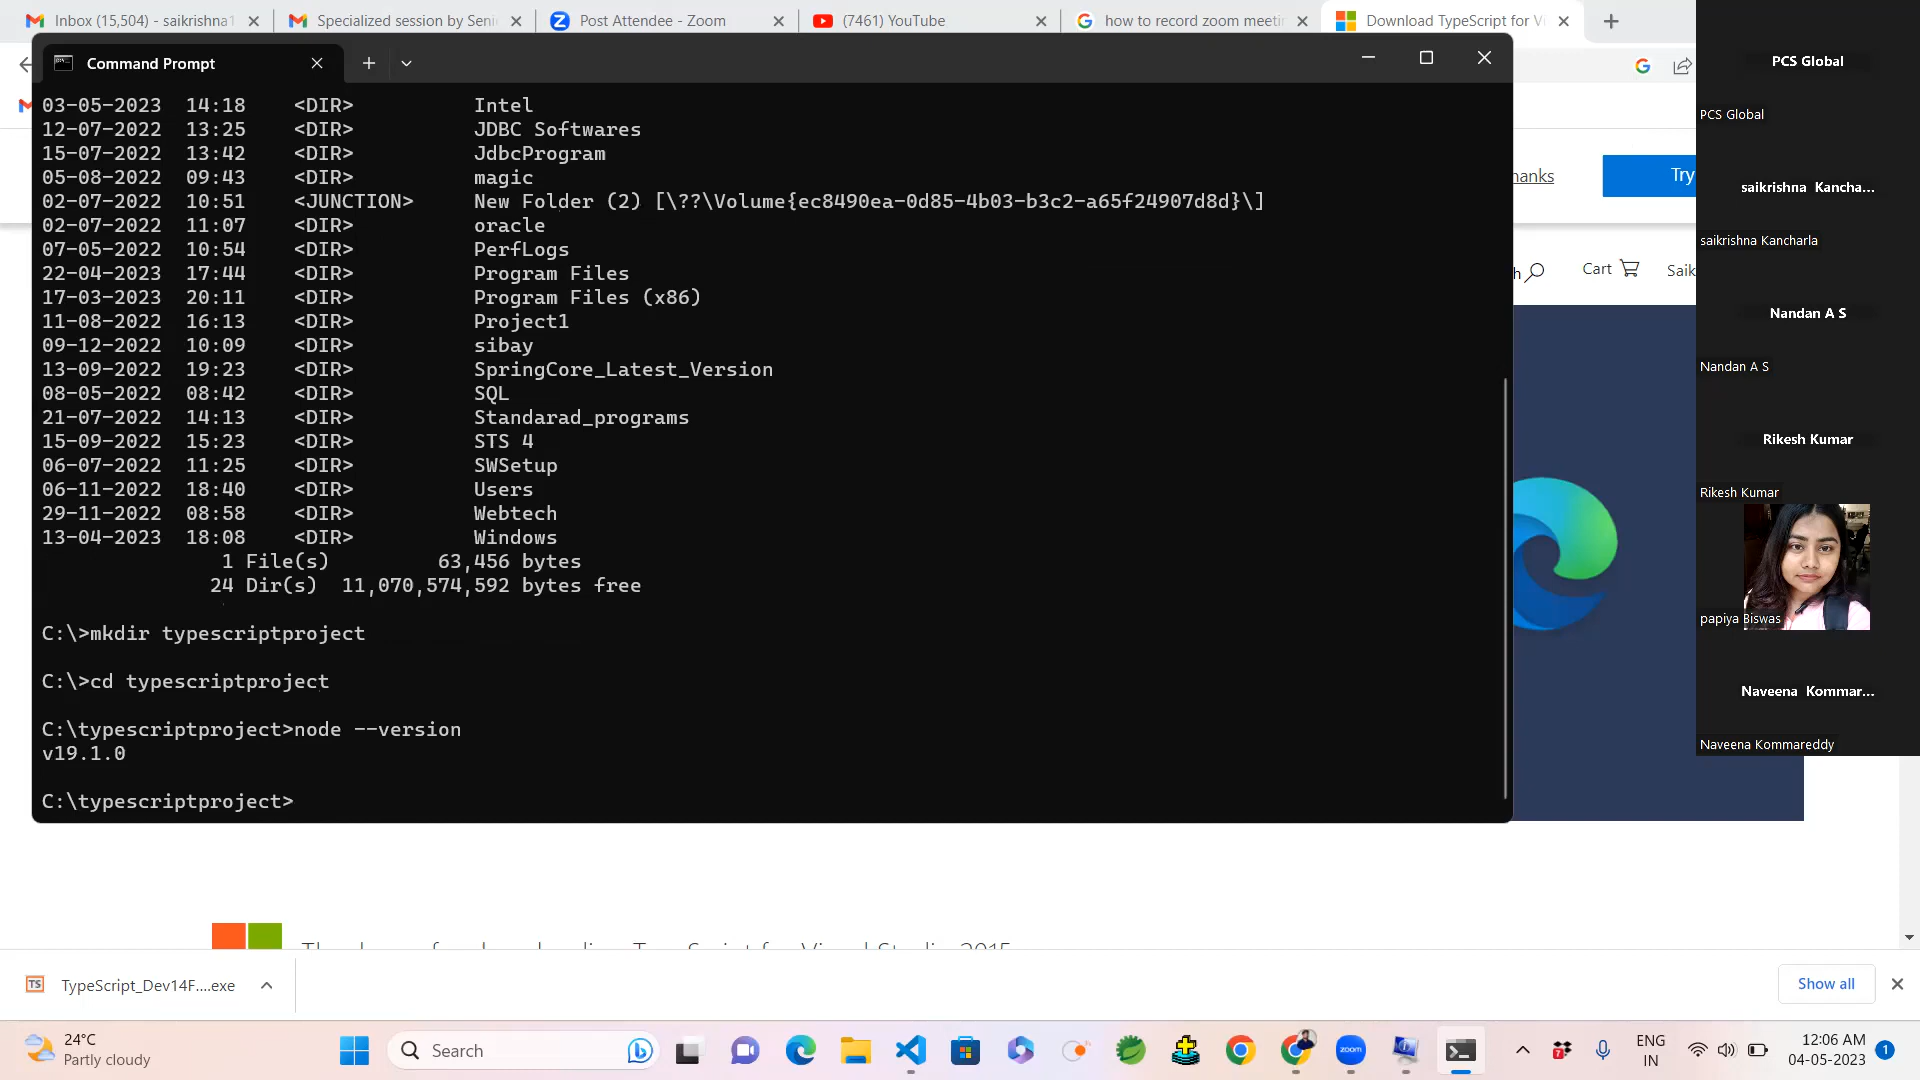 Inbox (15,504) - saikrishna1
Specialized session by Seni
Post Attendee - Zoom
(7461) YouTube
how to record zoom meetin
Download TypeScript for Vi
Command Prompt
03-05-2023  14:18    <DIR>          Intel
12-07-2022  13:25    <DIR>          JDBC Softwares
15-07-2022  13:42    <DIR>          JdbcProgram
05-08-2022  09:43    <DIR>          magic
02-07-2022  10:51    <JUNCTION>     New Folder (2) [\??\Volume{ec8490ea-0d85-4b03-b3c2-a65f24907d8d}\]
02-07-2022  11:07    <DIR>          oracle
07-05-2022  10:54    <DIR>          PerfLogs
22-04-2023  17:44    <DIR>          Program Files
17-03-2023  20:11    <DIR>          Program Files (x86)
11-08-2022  16:13    <DIR>          Project1
09-12-2022  10:09    <DIR>          sibay
13-09-2022  19:23    <DIR>          SpringCore_Latest_Version
08-05-2022  08:42    <DIR>          SQL
21-07-2022  14:13    <DIR>          Standarad_programs
15-09-2022  15:23    <DIR>          STS 4
06-07-2022  11:25    <DIR>          SWSetup
06-11-2022  18:40    <DIR>          Users
29-11-2022  08:58    <DIR>          Webtech
13-04-2023  18:08    <DIR>          Windows
1 File(s)         63,456 bytes
24 Dir(s)  11,070,574,592 bytes free
C:\>mkdir typescriptproject
C:\>cd typescriptproject
C:\typescriptproject>node --version
v19.1.0
C:\typescriptproject>
hanks
Try
h
Cart
Saik
PCS Global
PCS Global
saikrishna Kancha...
saikrishna Kancharla
Nandan A S
Nandan A S
Rikesh Kumar
Rikesh Kumar
papiya Biswas
Naveena Kommar...
Naveena Kommareddy
TS
TypeScript_Dev14F....exe
Show all
24°C
Partly cloudy
Search
zoom
7
ENG
IN
12:06 AM
04-05-2023
1